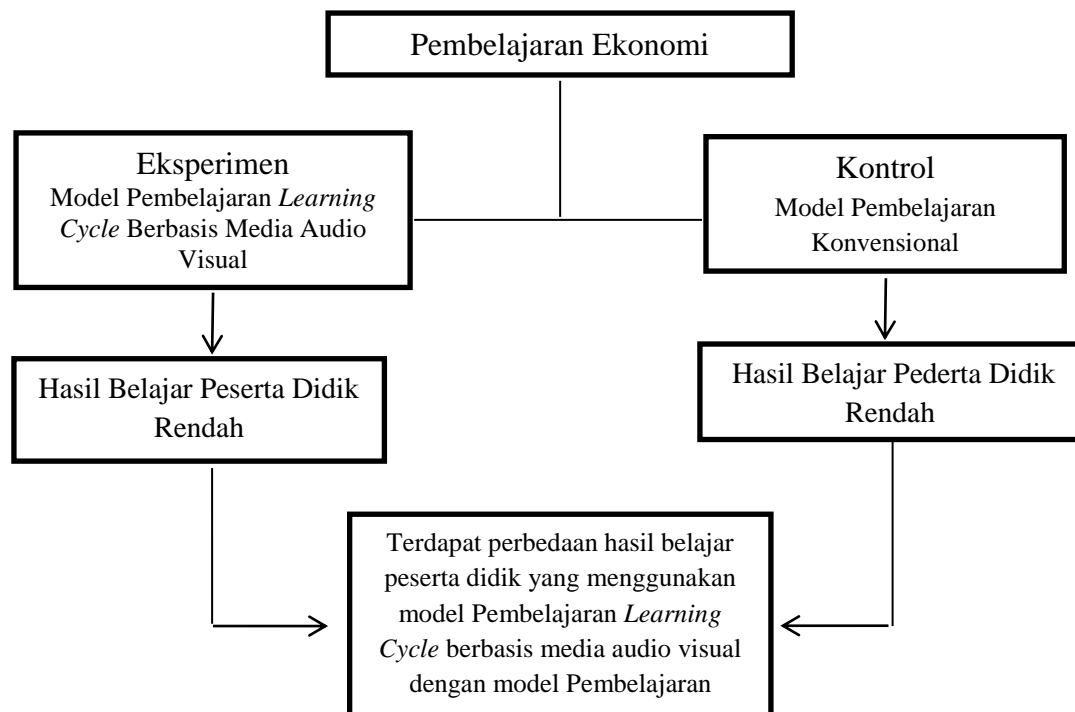 Pembelajaran Ekonomi
Eksperimen
Model Pembelajaran Learning
Cycle Berbasis Media Audio
Visual
Kontrol
Model Pembelajaran
Konvensional
Hasil Belajar Peserta Didik
Rendah
Hasil Belajar Pederta Didik
Rendah
Terdapat perbedaan hasil belajar
peserta didik yang menggunakan
model Pembelajaran Learning
Cycle berbasis media audio visual
dengan model Pembelajaran